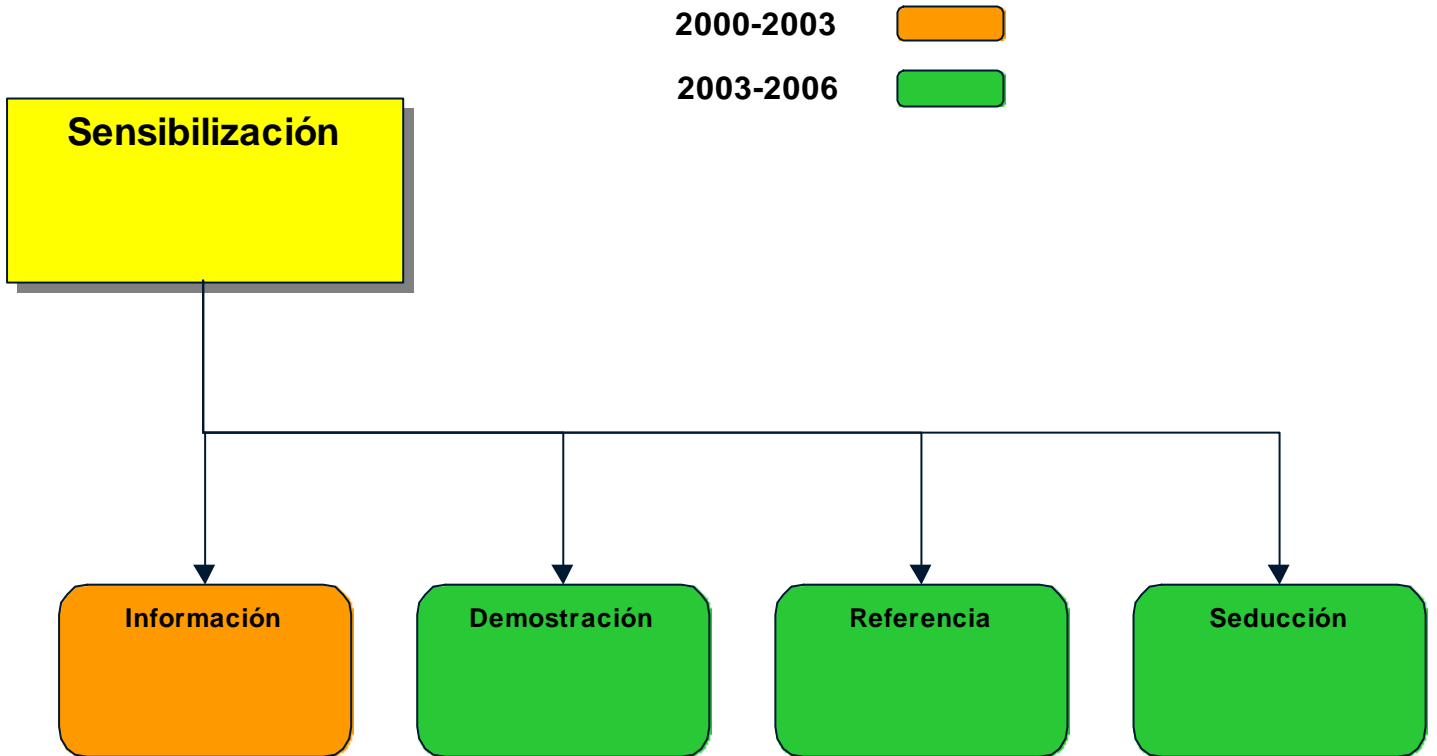 2000-2003
2003-2006
Sensibilización
Información
Demostración
Referencia
Seducción